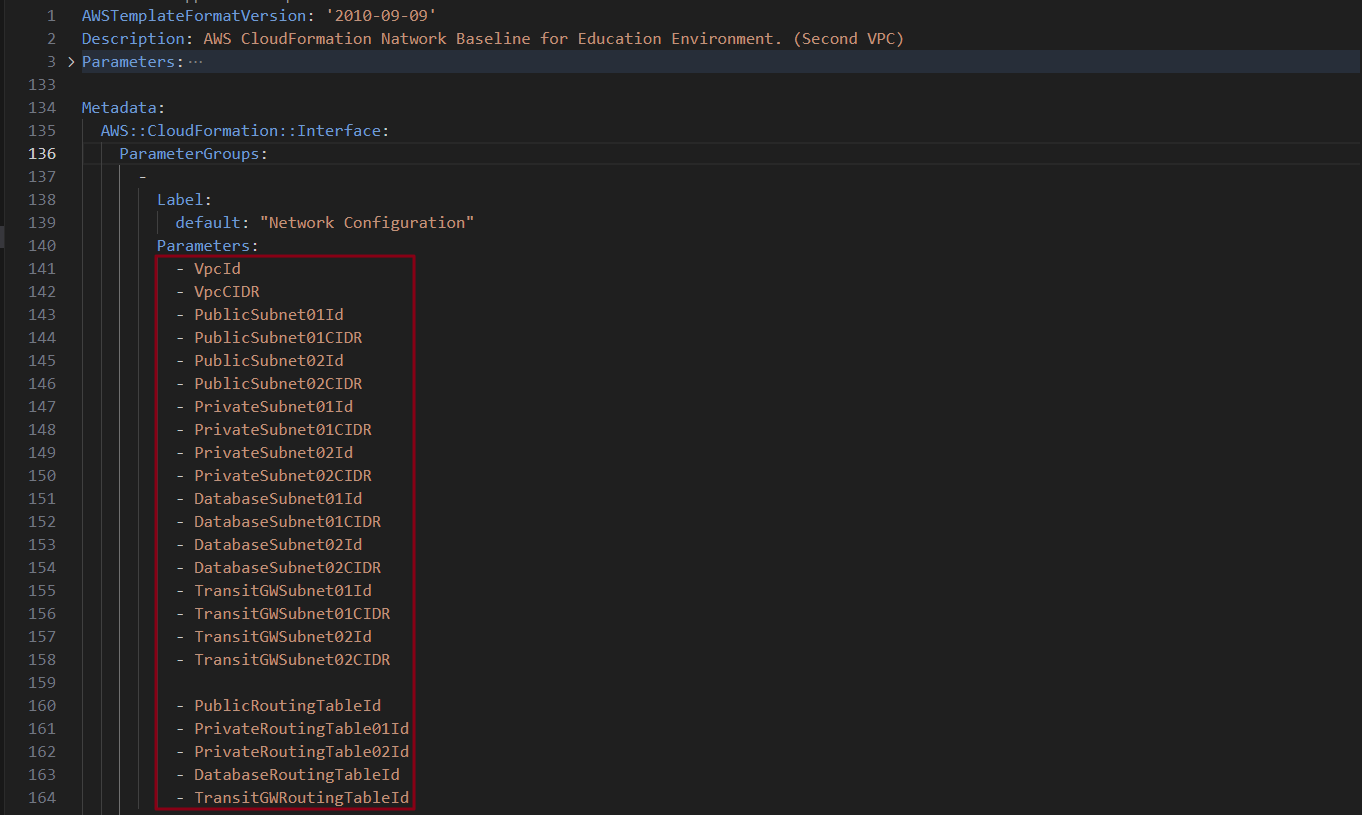 1 AWSTemplateFormatVersion: '2010-09-09'
2 Description: AWS CloudFormation Natwork Baseline for Education Environment. (Second VPC)
3 > Parameters: ···
133
134 Metadata:
135 AWS::CloudFormation::Interface:
136 ParameterGroups:
137 -
138 Label:
139 default: "Network Configuration"
140 Parameters:
141 - VpcId
142 - VpcCIDR
143 - PublicSubnet01Id
144 - PublicSubnet01CIDR
145 - PublicSubnet02Id
146 - PublicSubnet02CIDR
147 - PrivateSubnet01Id
148 - PrivateSubnet01CIDR
149 - PrivateSubnet02Id
150 - PrivateSubnet02CIDR
151 - DatabaseSubnet01Id
152 - DatabaseSubnet01CIDR
153 - DatabaseSubnet02Id
154 - DatabaseSubnet02CIDR
155 - TransitGWSubnet01Id
156 - TransitGWSubnet01CIDR
157 - TransitGWSubnet02Id
158 - TransitGWSubnet02CIDR
159
160 - PublicRoutingTableId
161 - PrivateRoutingTable01Id
162 - PrivateRoutingTable02Id
163 - DatabaseRoutingTableId
164 - TransitGWRoutingTableId